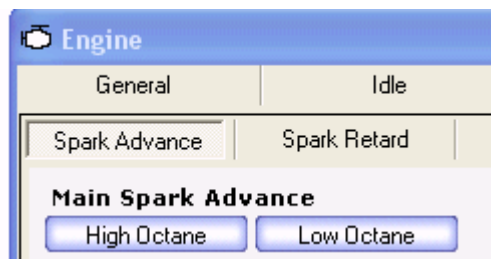 Engine
General Idle
Spark Advance Spark Retard
Main Spark Advance
High Octane Low Octane